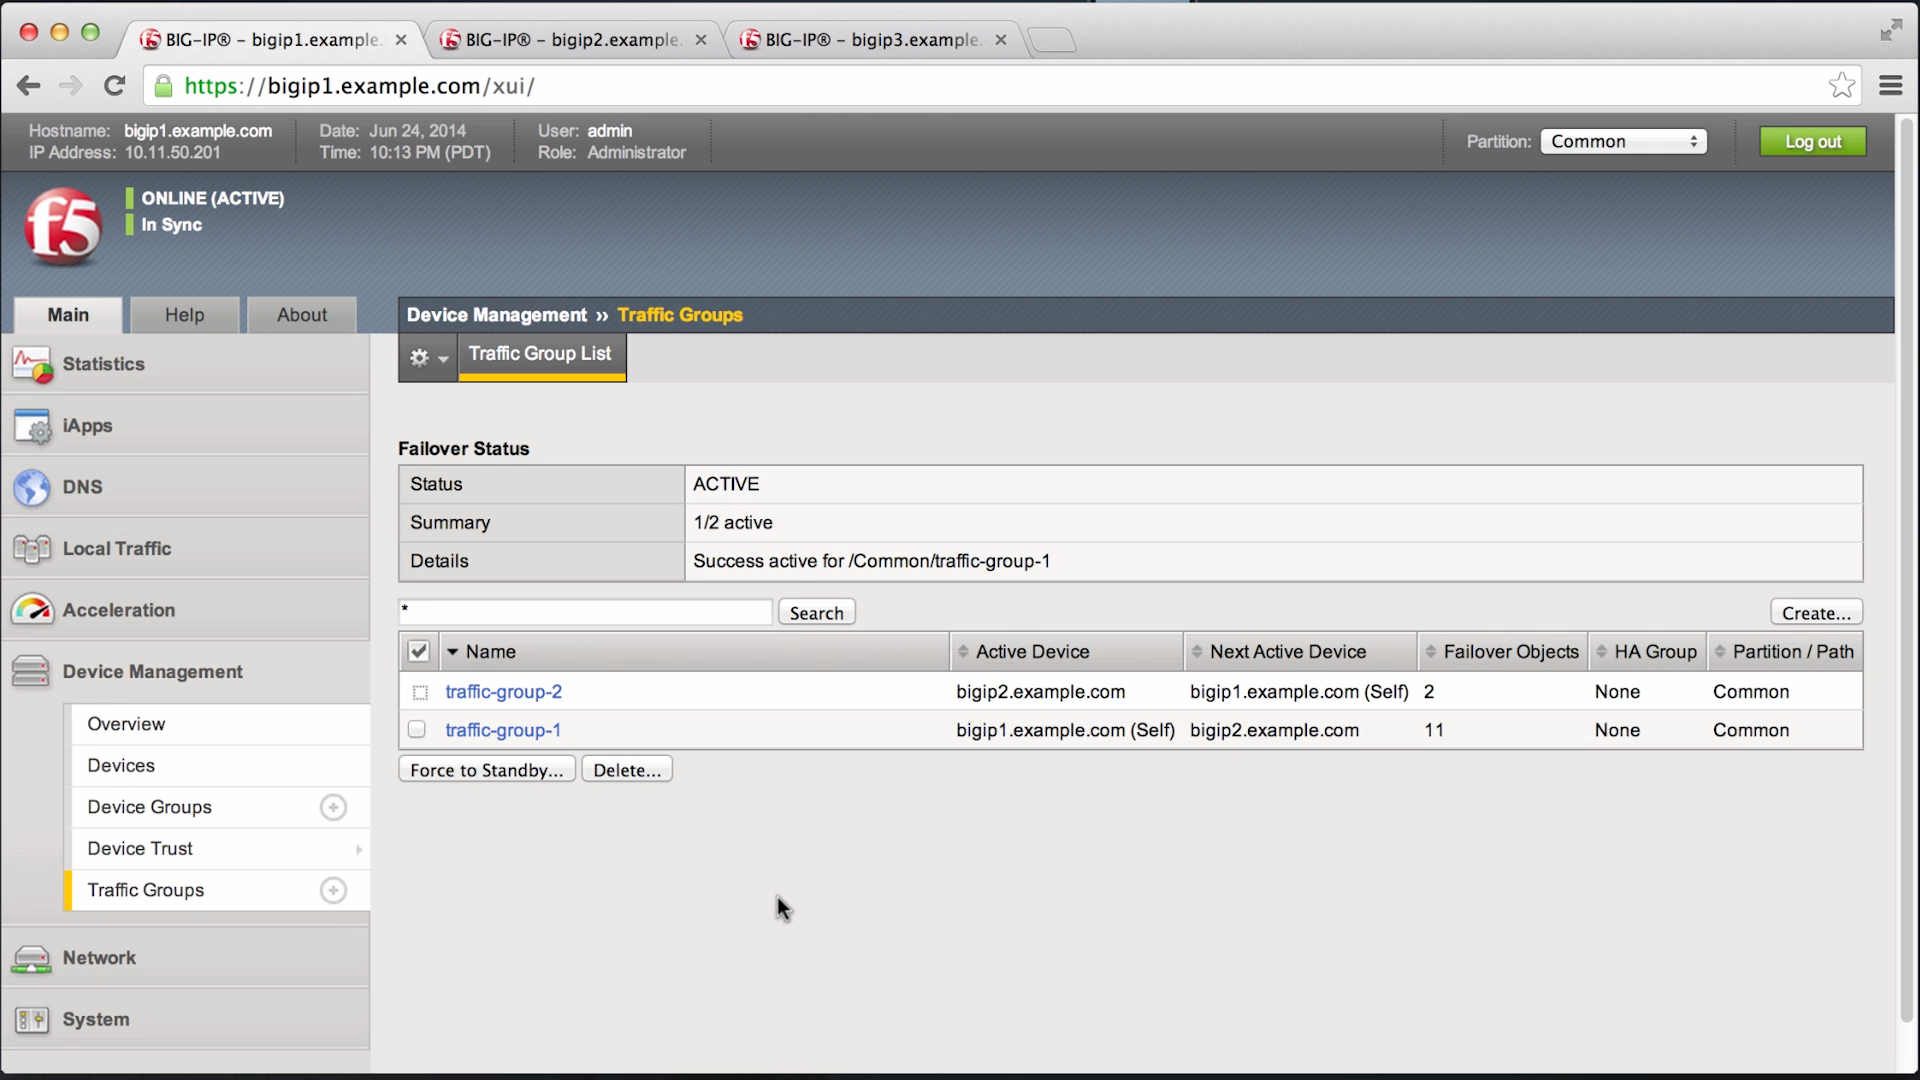 BIG-IP® – bigip1.example.
BIG-IP® – bigip2.example.
BIG-IP® – bigip3.example.
https://bigip1.example.com/xui/
Hostname: bigip1.example.com
IP Address: 10.11.50.201
Date: Jun 24, 2014
Time: 10:13 PM (PDT)
User: admin
Role: Administrator
Partition: Common
Log out
f5
ONLINE (ACTIVE)
In Sync
Main Help About
Device Management ›› Traffic Groups
Traffic Group List
Statistics
iApps
DNS
Local Traffic
Acceleration
Device Management
Overview
Devices
Device Groups
Device Trust
Traffic Groups
Network
System
Failover Status
Status ACTIVE
Summary 1/2 active
Details Success active for /Common/traffic-group-1
* Search Create...
Name Active Device Next Active Device Failover Objects HA Group Partition / Path
traffic-group-2 bigip2.example.com bigip1.example.com (Self) 2 None Common
traffic-group-1 bigip1.example.com (Self) bigip2.example.com 11 None Common
Force to Standby... Delete...